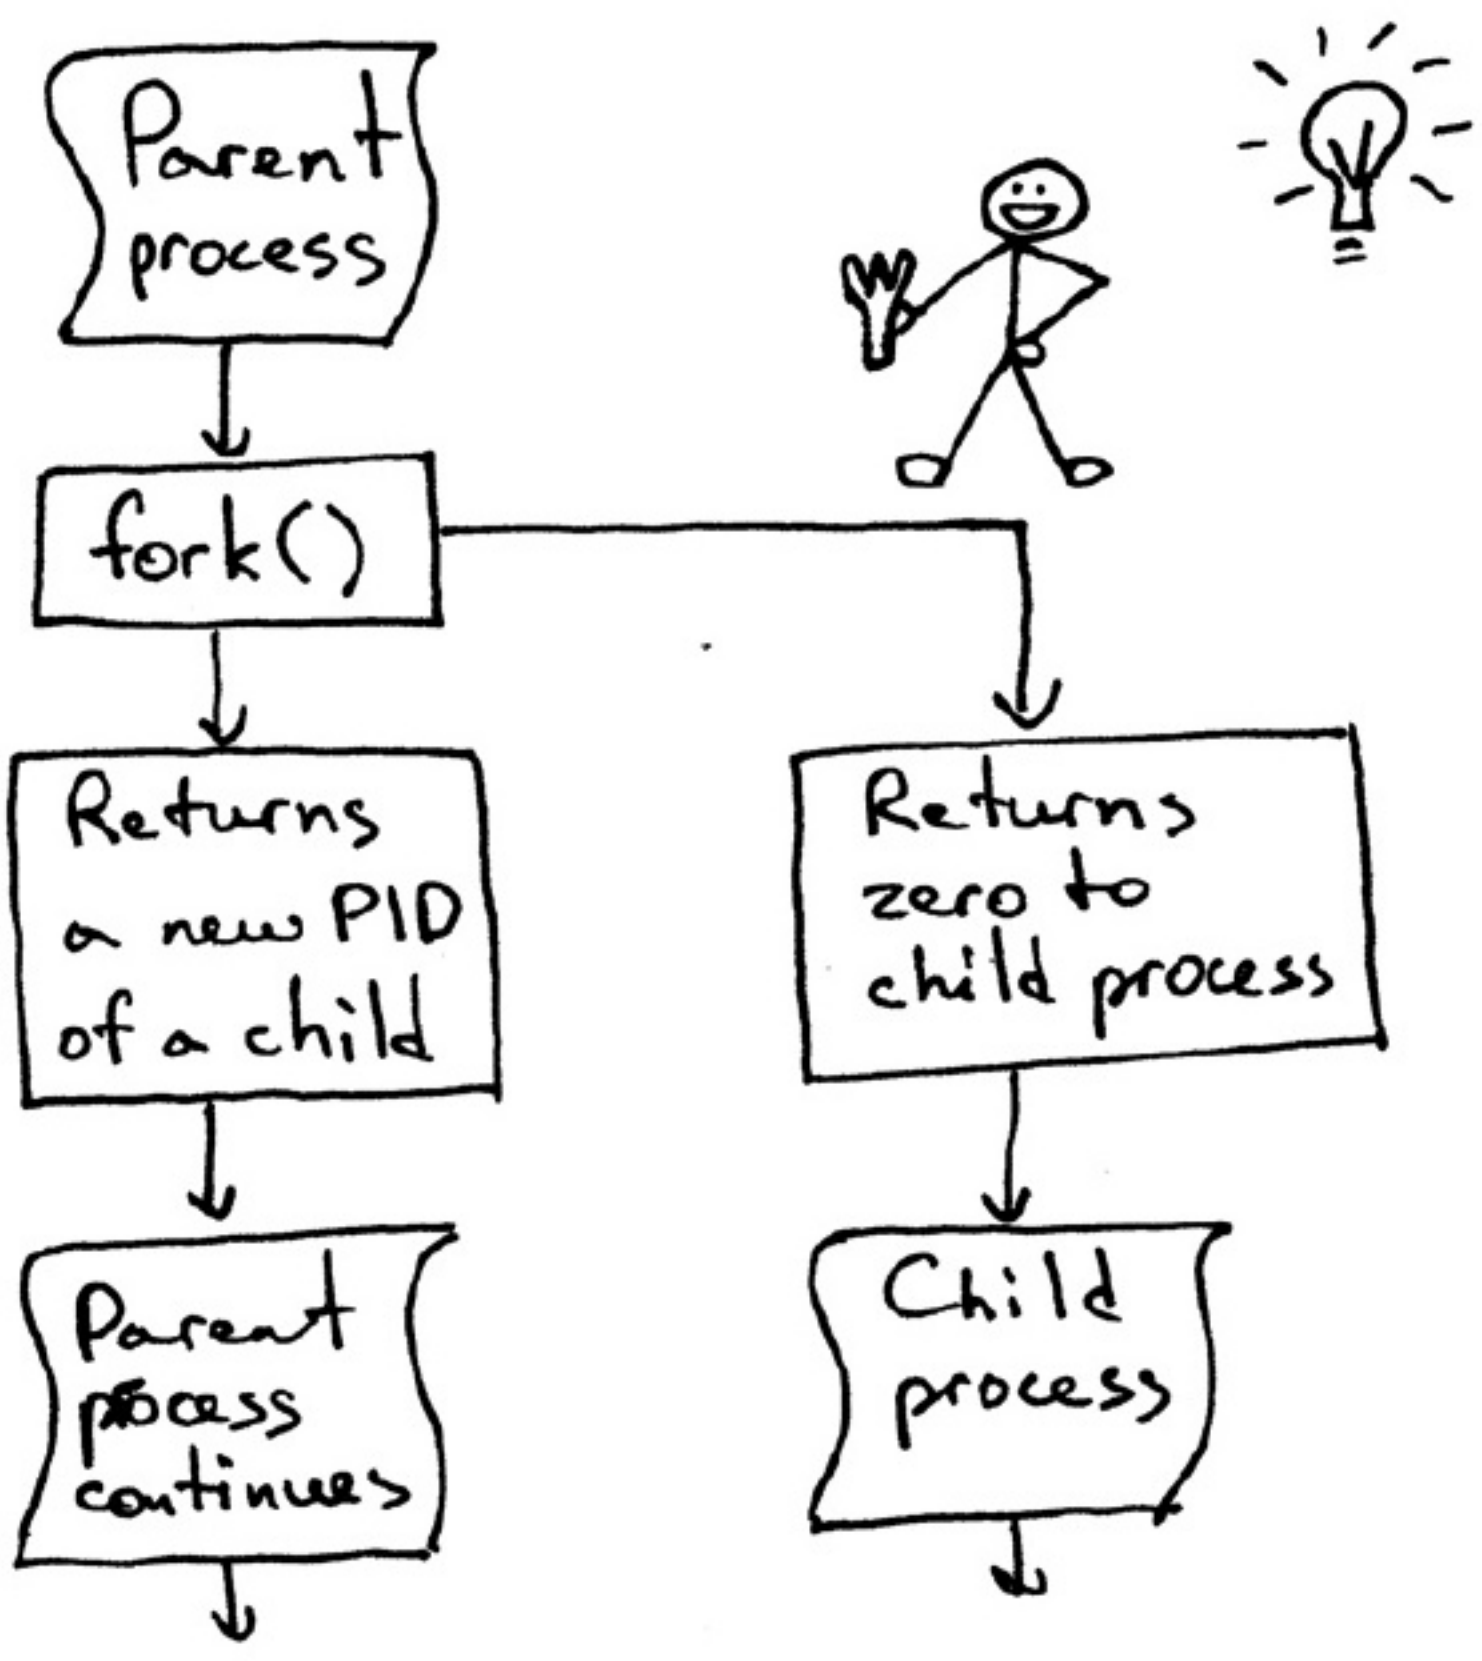 Parent
process
fork()
Returns
a new PID
of a child
Returns
zero to
child process
Parent
process
continues
Child
process